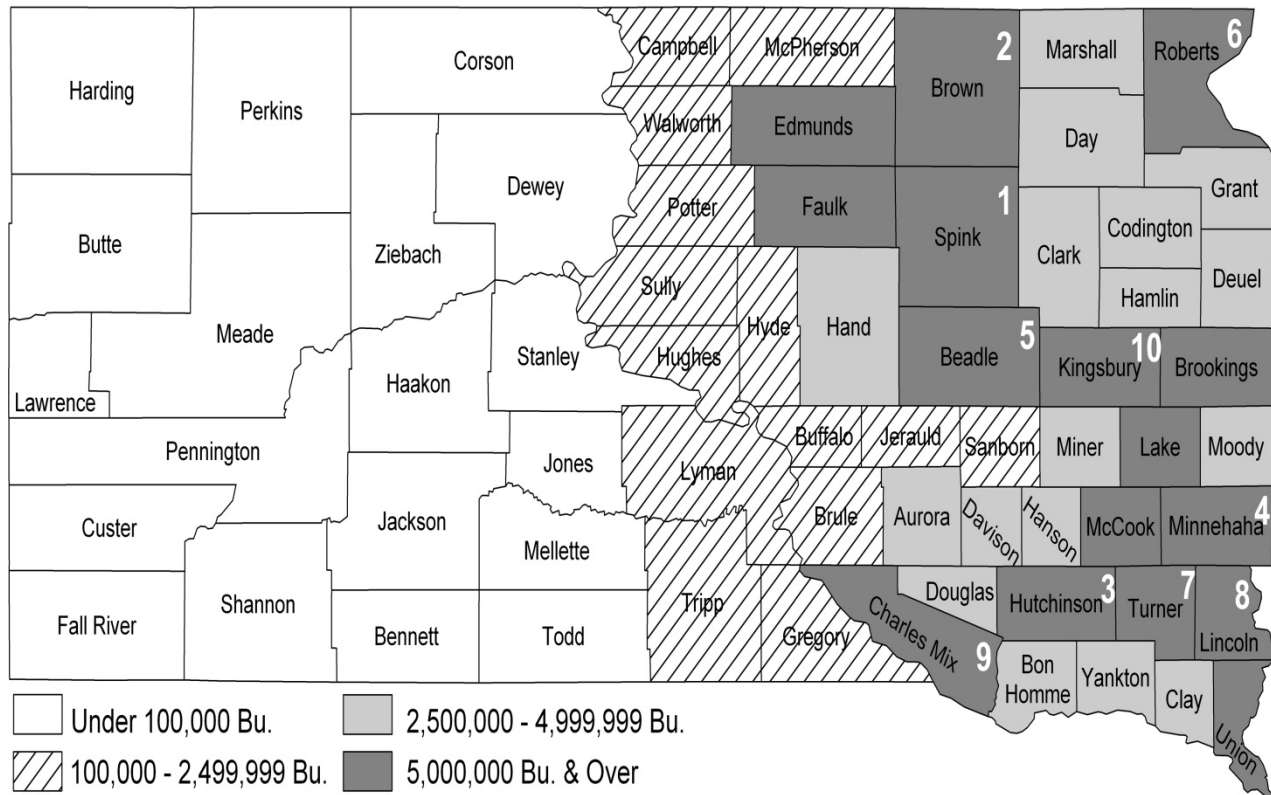 Campbell
McPherson
2
Marshall
6
Roberts
Corson
Harding
Perkins
Brown
Walworth
Edmunds
Day
Dewey
Grant
Potter
Faulk
1
Codington
Butte
Ziebach
Spink
Clark
Deuel
Sully
Hamlin
Meade
Hyde
Hand
Stanley
Hughes
Beadle
5
Kingsbury
10
Brookings
Haakon
Lawrence
Pennington
Buffalo
Jerauld
Sanborn
Miner
Lake
Moody
Jones
Lyman
Custer
Jackson
Brule
Aurora
Davison
Hanson
McCook
Minnehaha
4
Mellette
Fall River
Shannon
Tripp
Gregory
Charles Mix
9
Douglas
Hutchinson
3
Turner
7
8
Lincoln
Bennett
Todd
Bon
Homme
Yankton
Clay
Union
Under 100,000 Bu.
2,500,000 - 4,999,999 Bu.
100,000 - 2,499,999 Bu.
5,000,000 Bu. & Over